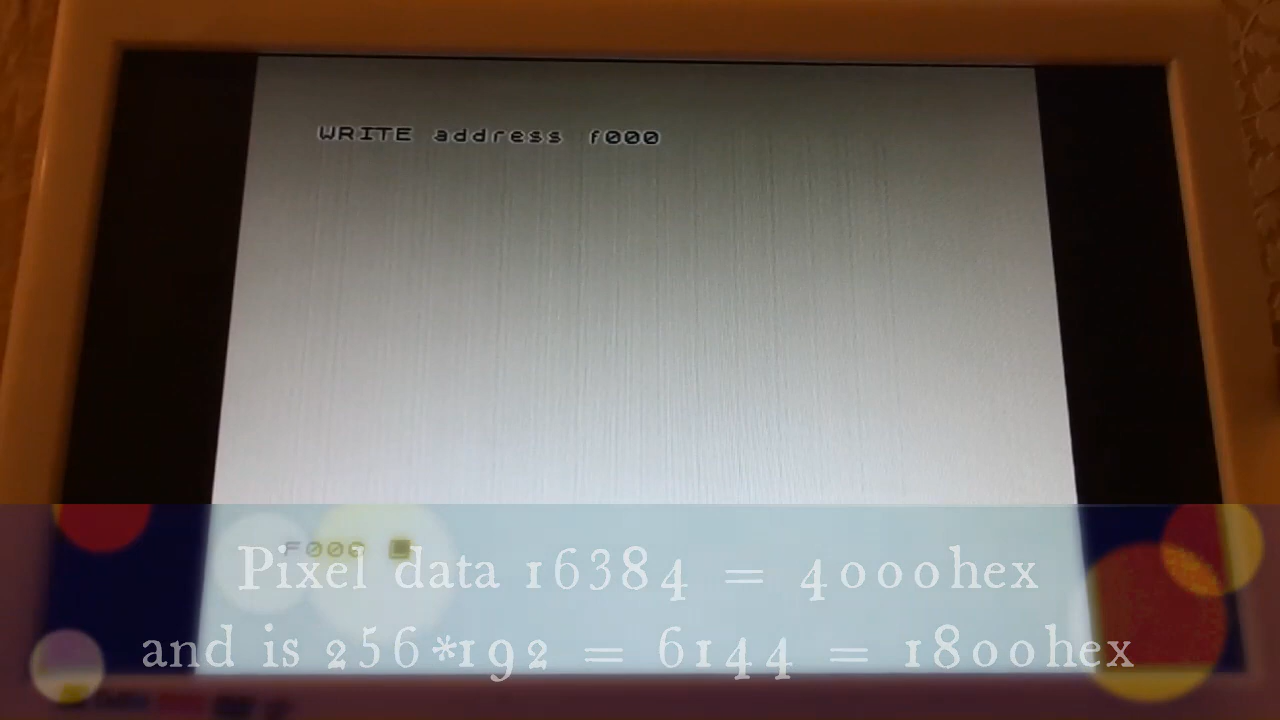 WRITE address f000
F000
Pixel data 16384 = 4000hex
and is 256*192 = 6144 = 1800hex